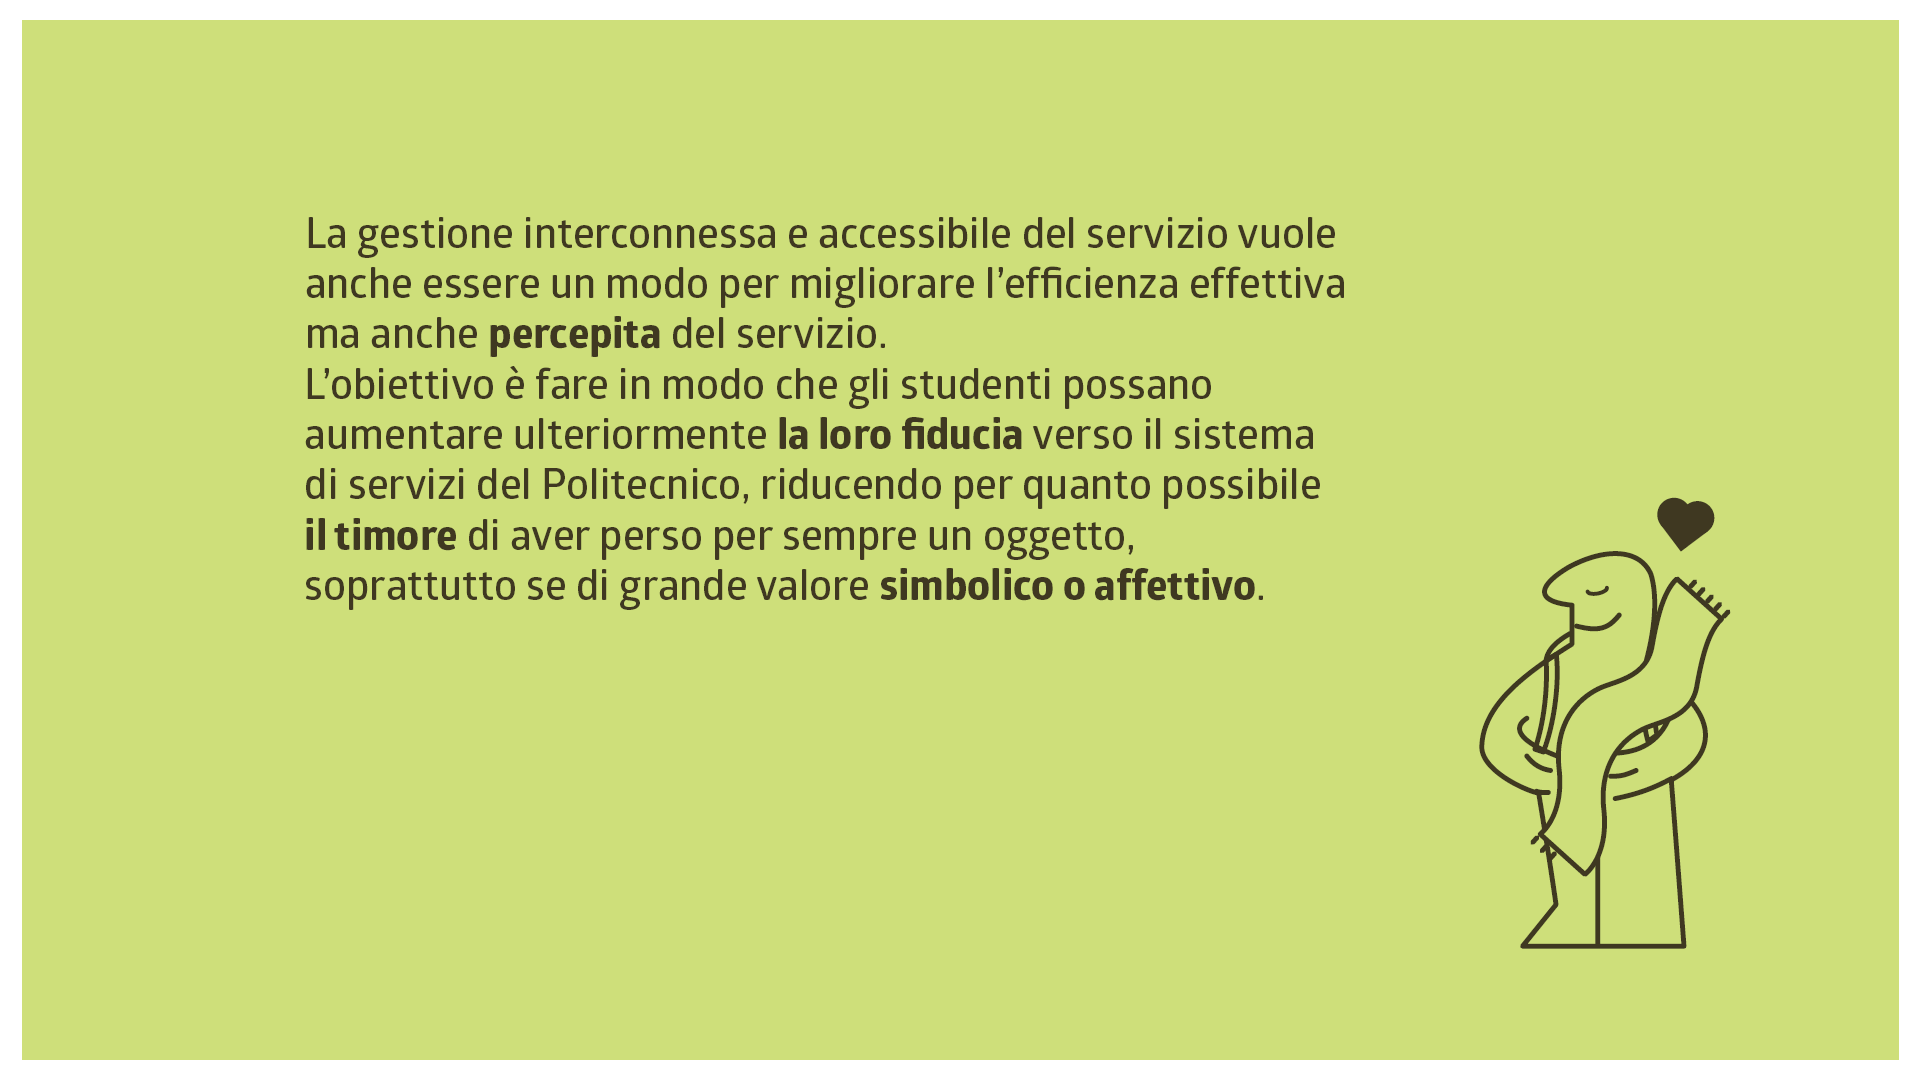 La gestione interconnessa e accessibile del servizio vuole
anche essere un modo per migliorare l’efficienza effettiva
ma anche percepita del servizio.
L’obiettivo è fare in modo che gli studenti possano
aumentare ulteriormente la loro fiducia verso il sistema
di servizi del Politecnico, riducendo per quanto possibile
il timore di aver perso per sempre un oggetto,
soprattutto se di grande valore simbolico o affettivo.